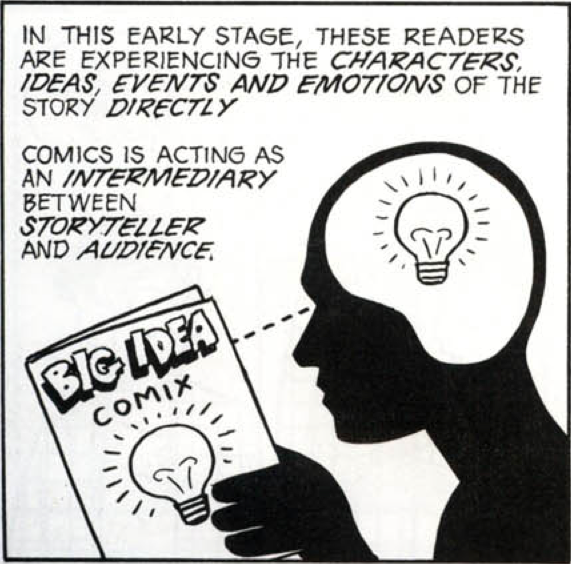 IN THIS EARLY STAGE, THESE READERS
ARE EXPERIENCING THE CHARACTERS,
IDEAS, EVENTS AND EMOTIONS OF THE
STORY DIRECTLY
COMICS IS ACTING AS
AN INTERMEDIARY
BETWEEN
STORYTELLER
AND AUDIENCE.
BIG IDEA
COMIX